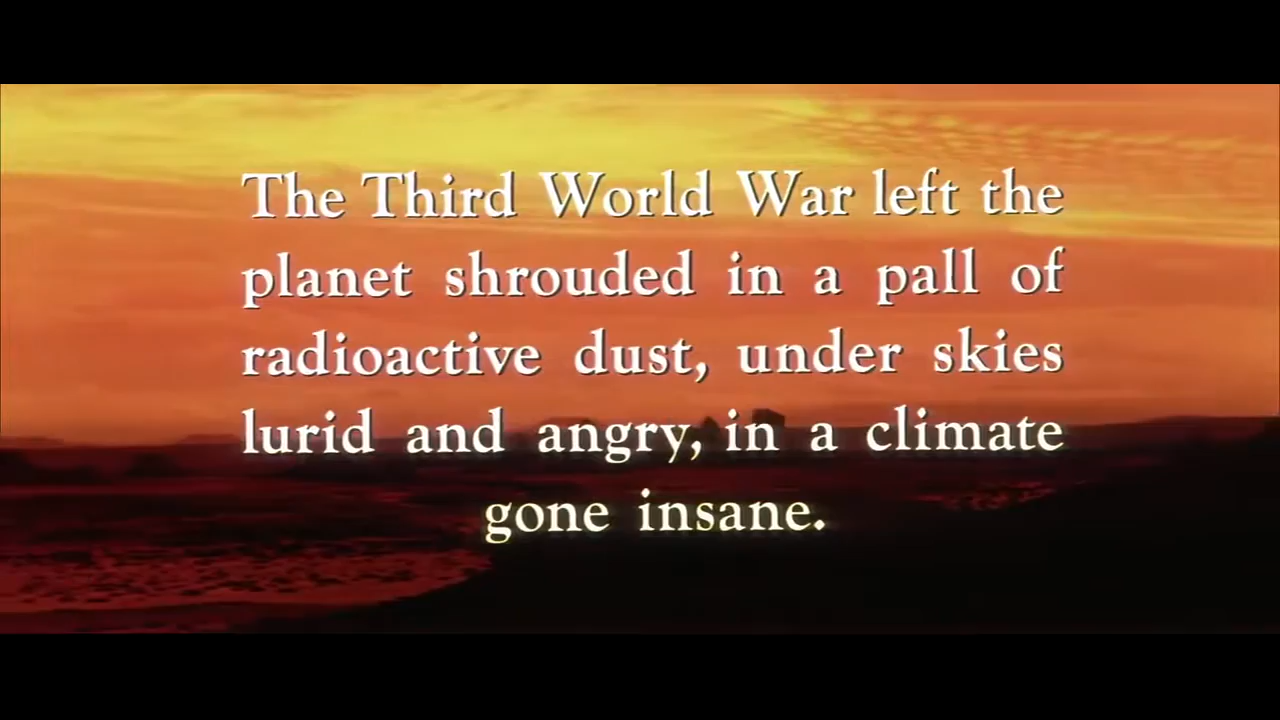 The Third World War left the
planet shrouded in a pall of
radioactive dust, under skies
lurid and angry, in a climate
gone insane.